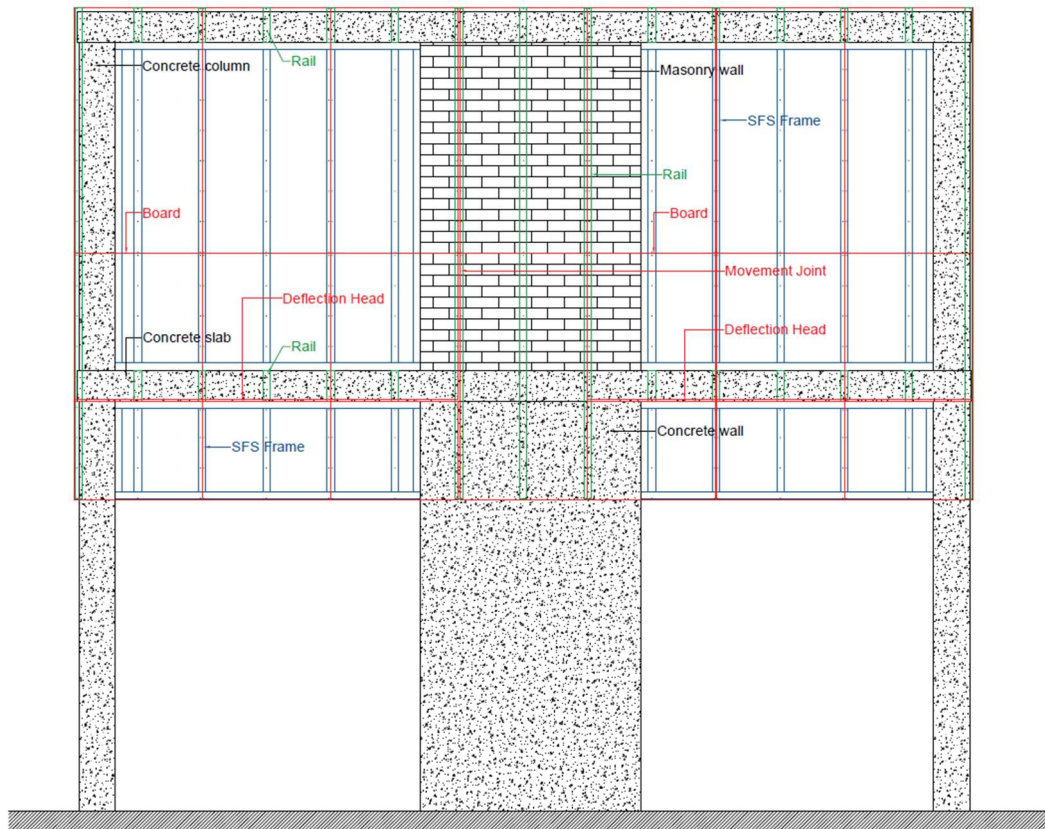 Rail
Concrete column
Masonry wall
SFS Frame
Rail
Board
Board
Movement Joint
Deflection Head
Deflection Head
Concrete slab
Rail
Concrete wall
SFS Frame